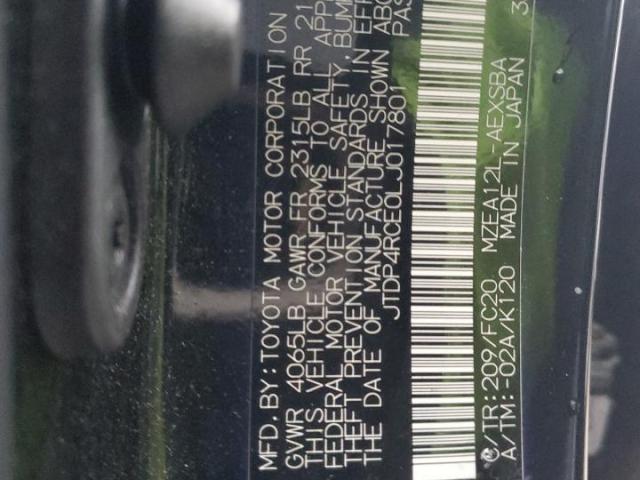 MFD. BY: TOYOTA MOTOR CORPORATION
GVWR 4065LB GAWR FR 2315LB RR 21
THIS VEHICLE CONFORMS TO ALL APP
FEDERAL MOTOR VEHICLE SAFETY, BUM
THEFT PREVENTION STANDARDS IN EFF
THE DATE OF MANUFACTURE SHOWN ABO
JTDP4RCE0LJ017801 PAS
C/TR: 209/FC20 MZEA12L-AEXSBA
A/TM: -02A/K120 MADE IN JAPAN 3